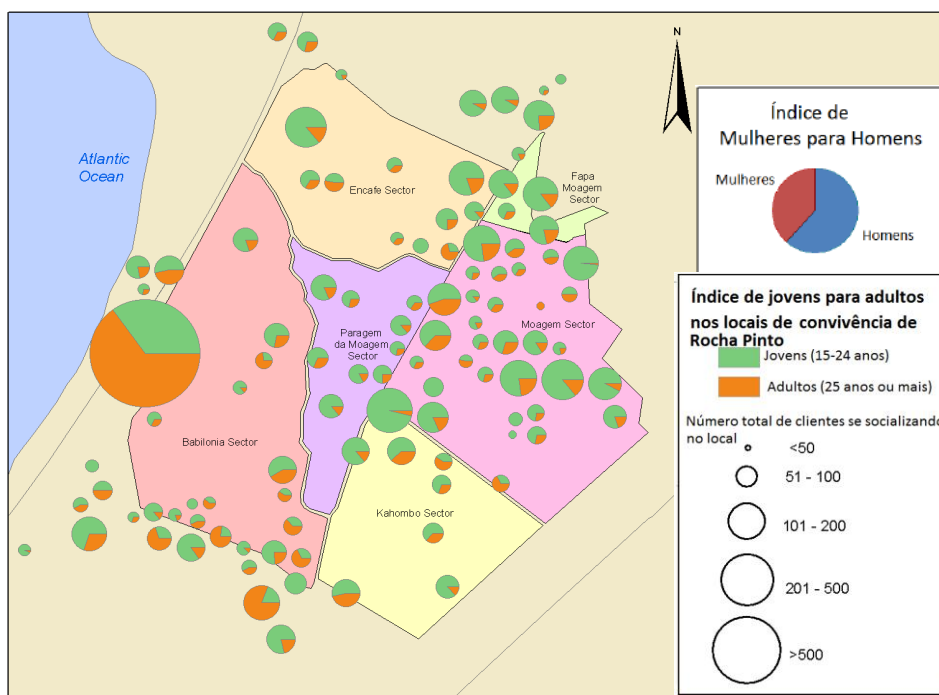 N
Atlantic
Ocean
Encafe Sector
Fapa
Moagem
Sector
Paragem
da Moagem
Sector
Moagem Sector
Babilonia Sector
Kahombo Sector
Índice de
Mulheres para Homens
Mulheres
Homens
Índice de jovens para adultos
nos locais de convivência de
Rocha Pinto
Jovens (15-24 anos)
Adultos (25 anos ou mais)
Número total de clientes se socializando
no local
<50
51 - 100
101 - 200
201 - 500
>500